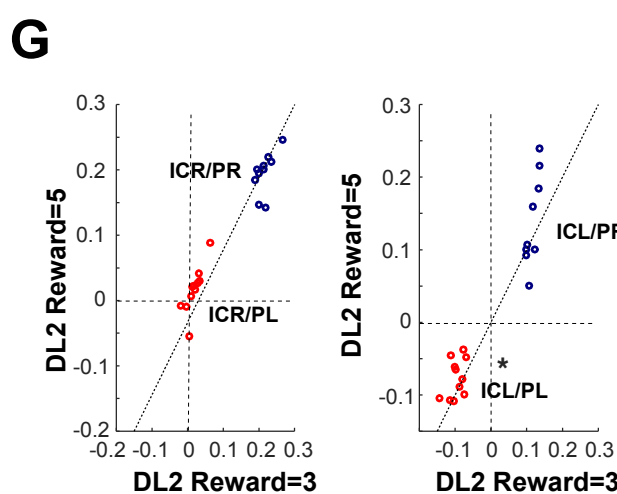 G
0.3
0.2
0.1
0
-0.1
-0.2
-0.2 -0.1 0 0.1 0.2 0.3
DL2 Reward=5
DL2 Reward=3
ICR/PR
ICR/PL
0.3
0.2
0.1
0
-0.1
-0.1 0 0.1 0.2 0.3
DL2 Reward=5
DL2 Reward=3
ICL/PR
*
ICL/PL